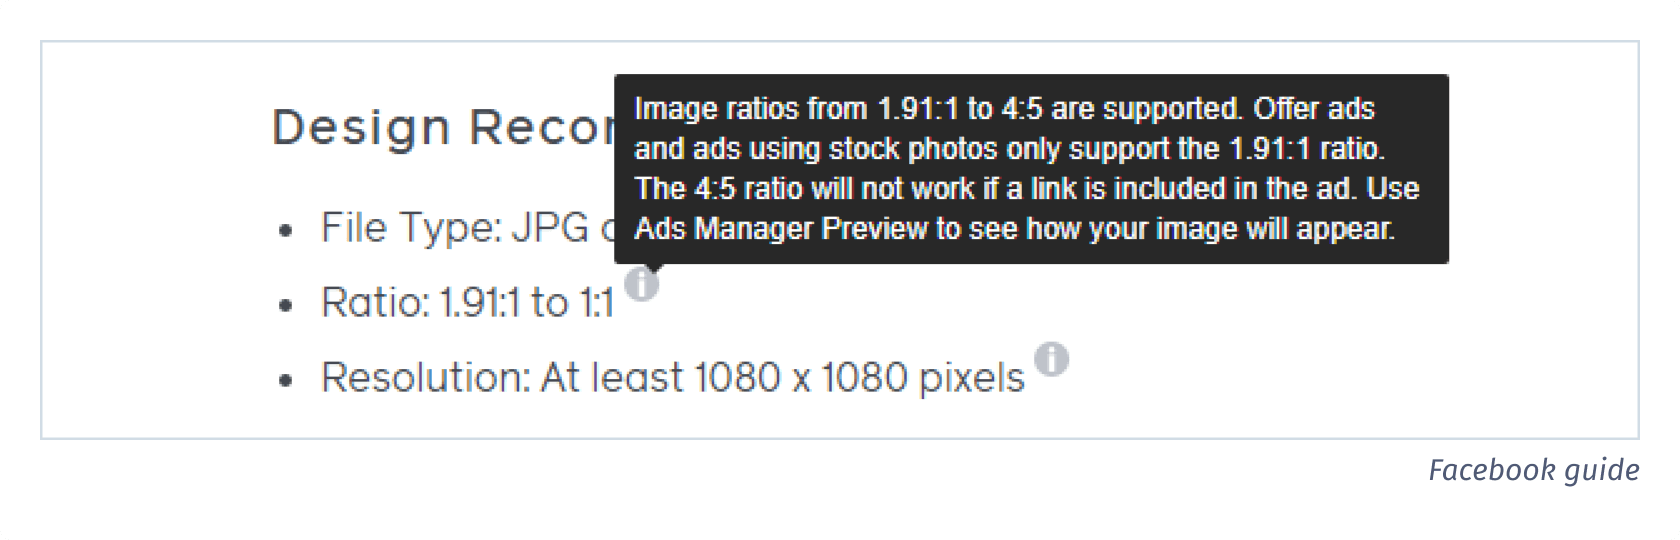 Image ratios from 1.91:1 to 4:5 are supported. Offer ads
and ads using stock photos only support the 1.91:1 ratio.
The 4:5 ratio will not work if a link is included in the ad. Use
Ads Manager Preview to see how your image will appear.
Design
File Type: JPG
Ratio: 1.91:1 to 1:1
Resolution: At least 1080 x 1080 pixels
Facebook guide